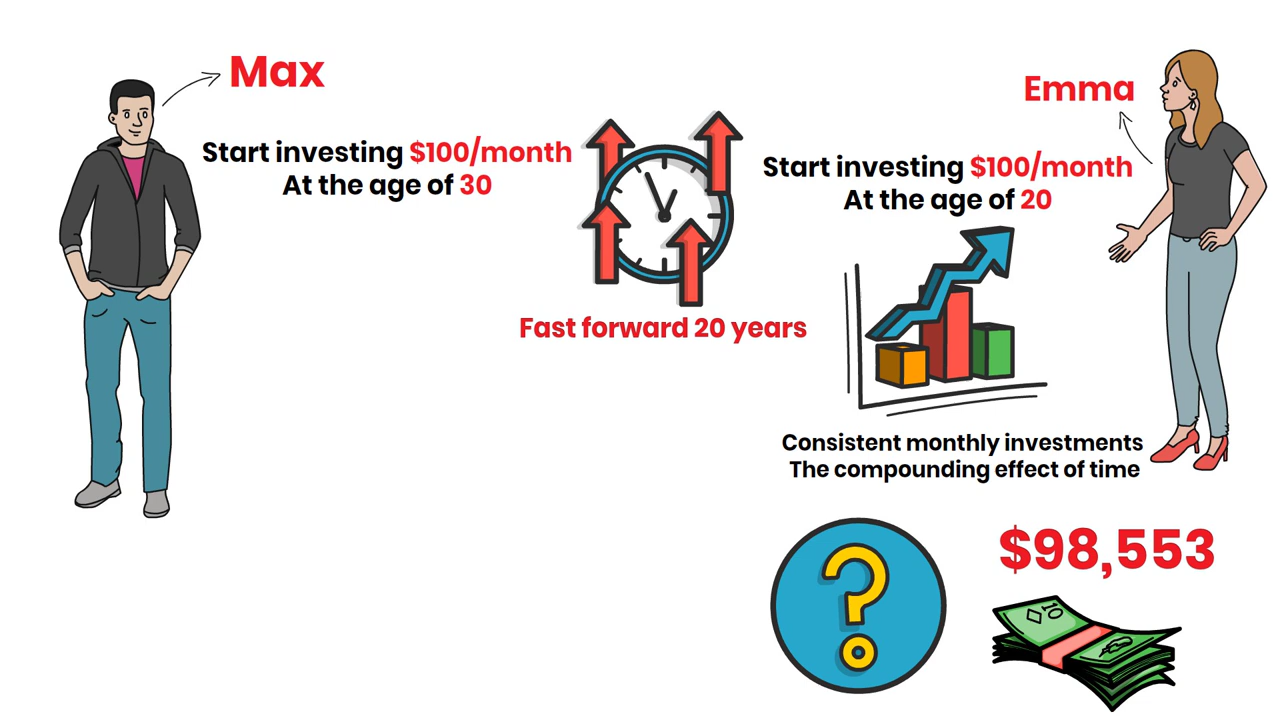 Max
Start investing $100/month
At the age of 30
Fast forward 20 years
Emma
Start investing $100/month
At the age of 20
Consistent monthly investments
The compounding effect of time
?
$98,553
10